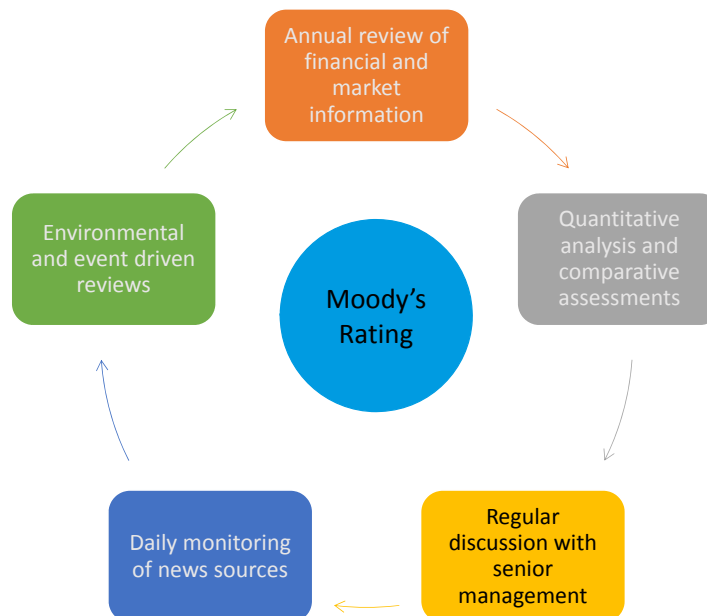 Annual review of
financial and
market
information
Quantitative
analysis and
comparative
assessments
Regular
discussion with
senior
management
Daily monitoring
of news sources
Environmental
and event driven
reviews
Moody’s
Rating